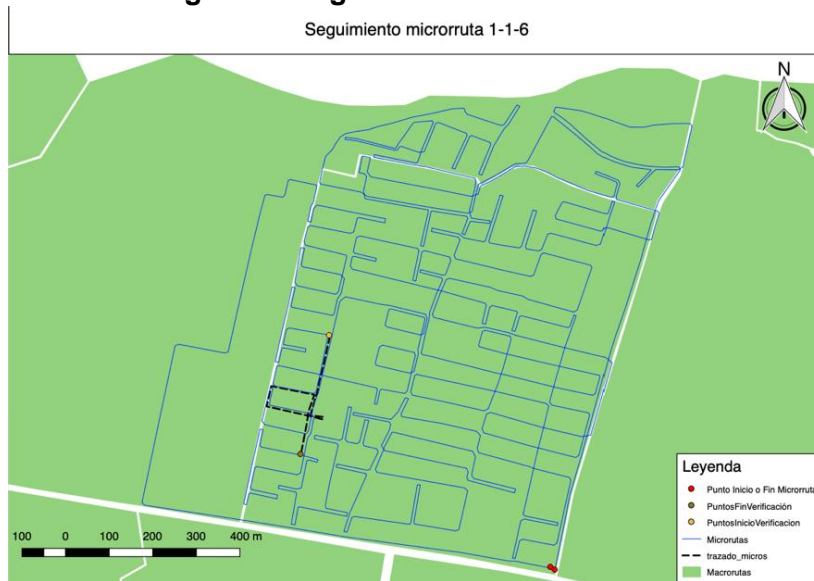 Seguimiento microrruta 1-1-6
N
Leyenda
Punto Inicio o Fin Microrruta
PuntosFinVerificación
PuntosInicioVerificacion
Microrutas
trazado_micros
Macrorutas
100 0 100 200 300 400 m